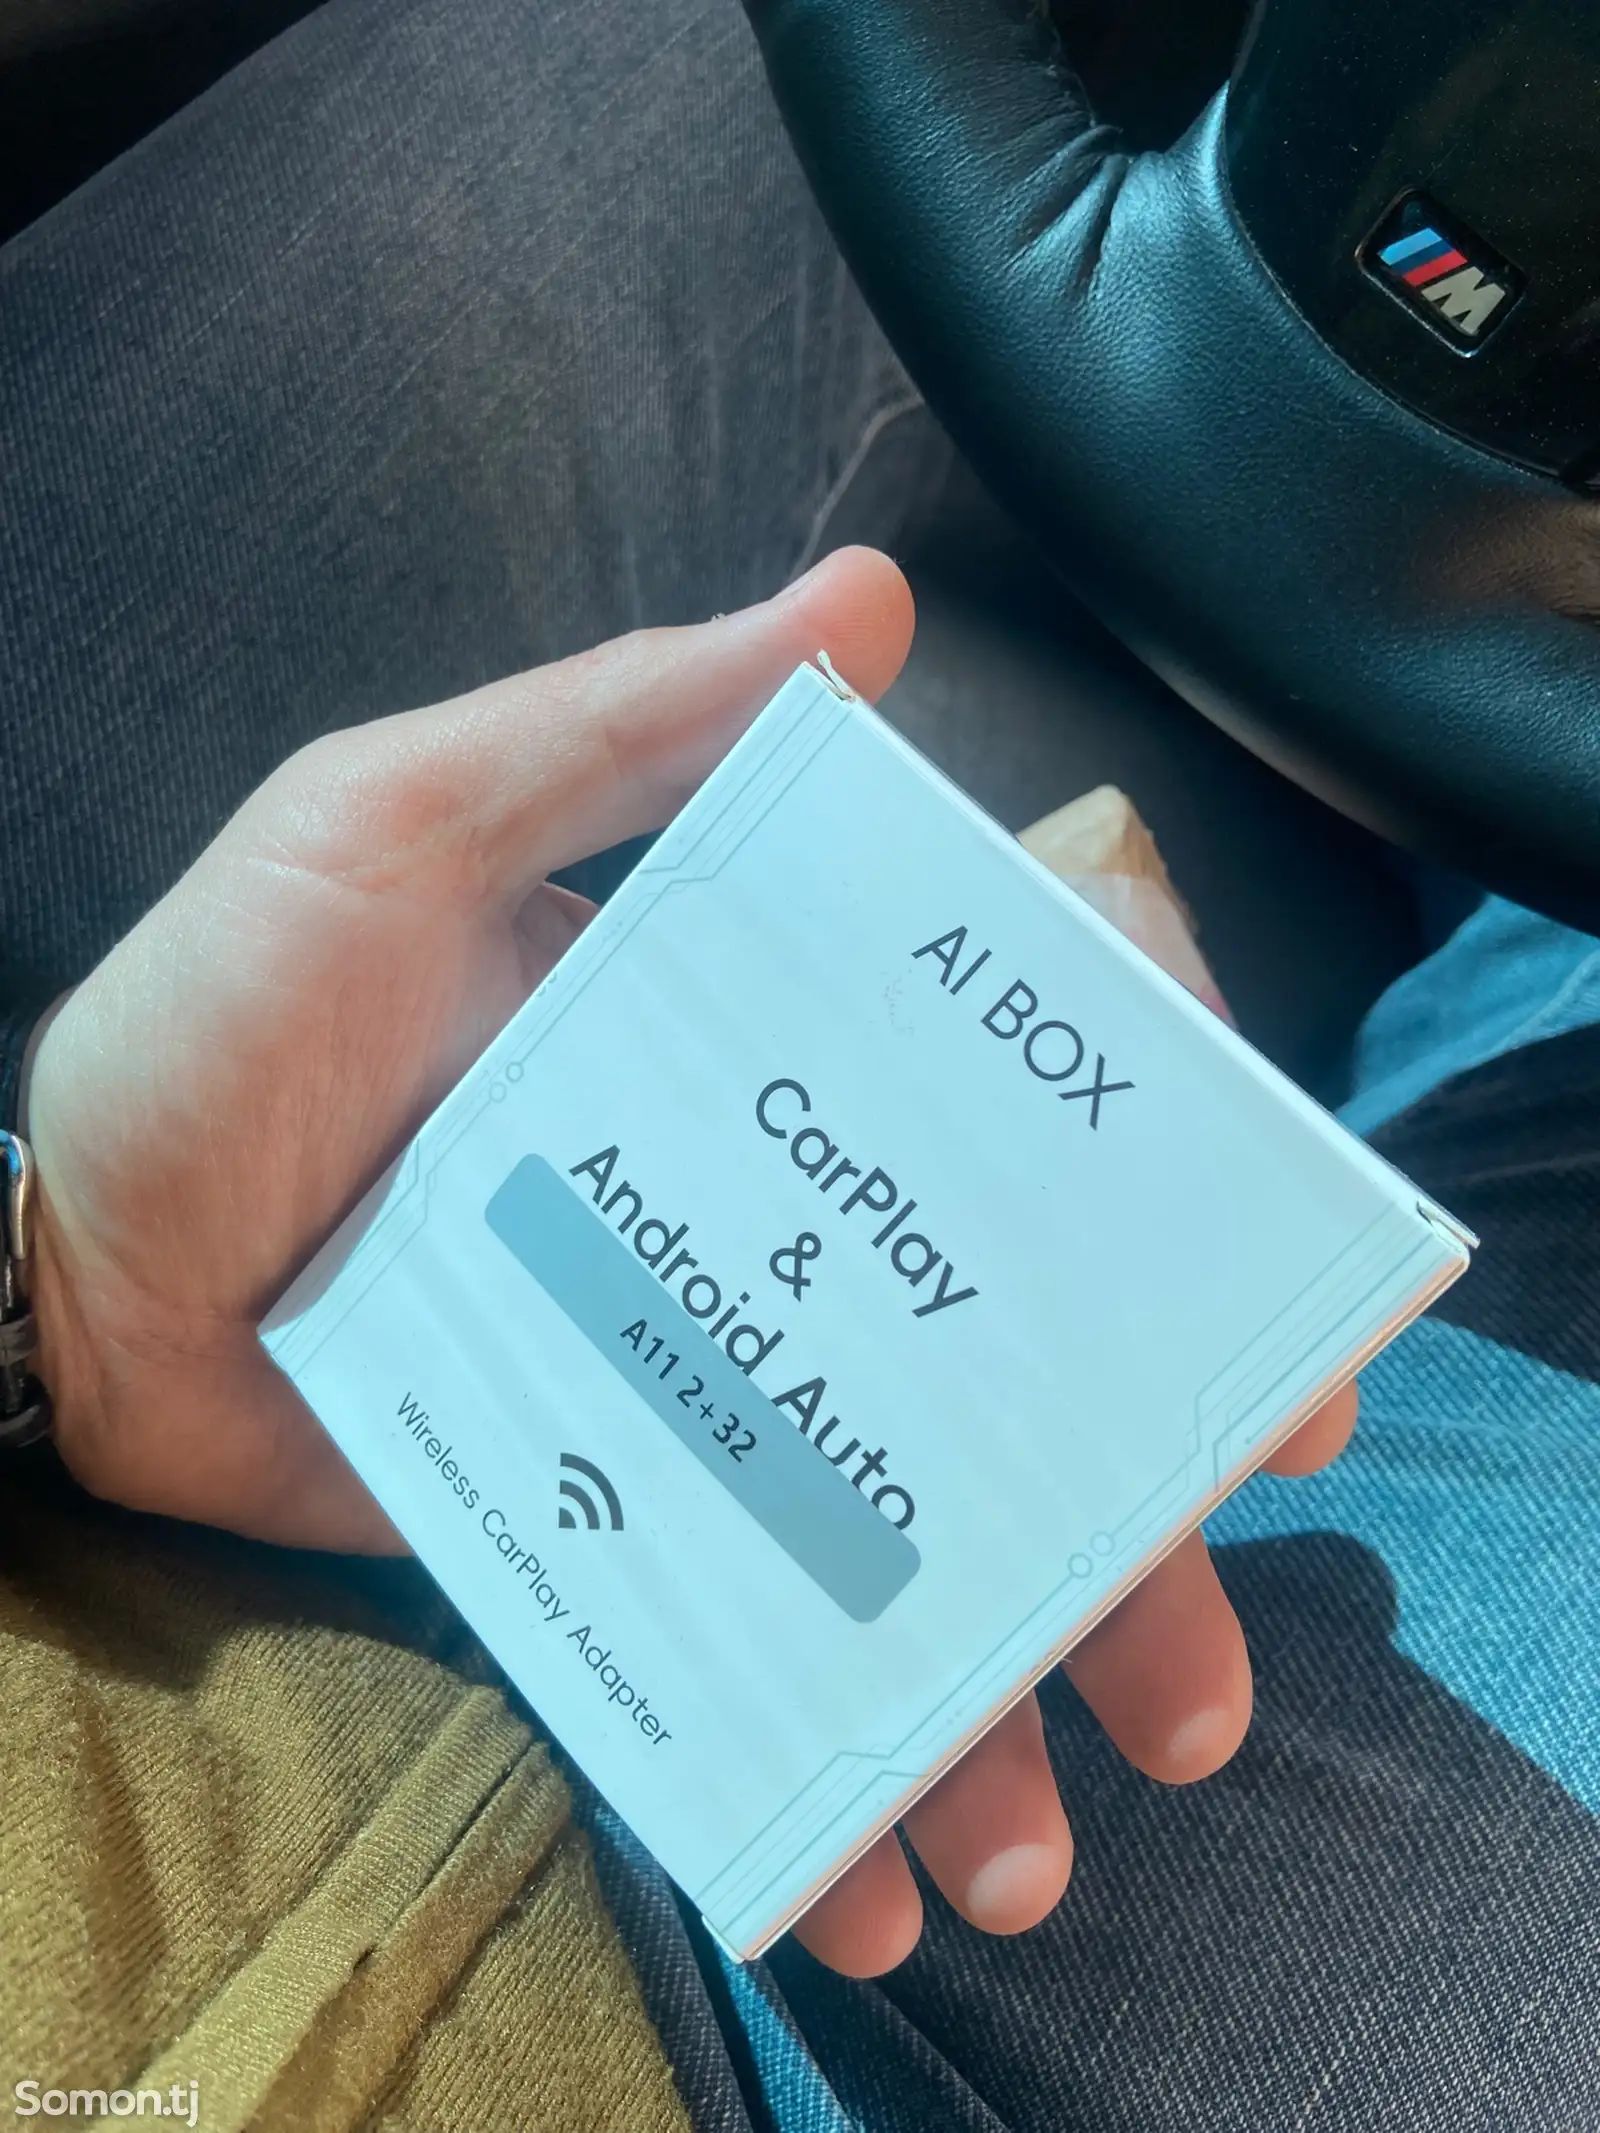 M
AI BOX
CarPlay
&
Android Auto
A11 2+32
Wireless CarPlay Adapter
Somon.tj